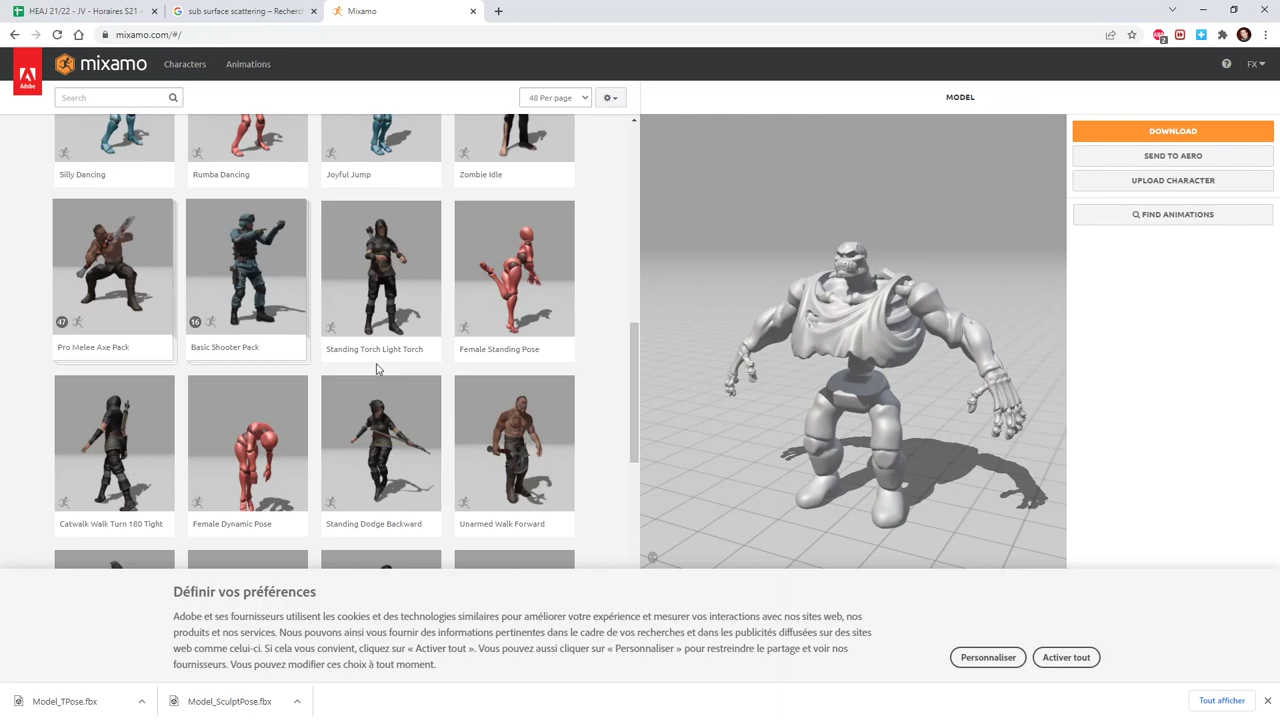 HEAJ 21/22 - JV - Horaires S21 -
sub surface scattering – Recherc
Mixamo
mixamo.com/#/
2
Adobe
mixamo
Characters
Animations
FX
Search
48 Per page
MODEL
DOWNLOAD
SEND TO AERO
UPLOAD CHARACTER
FIND ANIMATIONS
Silly Dancing
Rumba Dancing
Joyful Jump
Zombie Idle
47
16
Pro Melee Axe Pack
Basic Shooter Pack
Standing Torch Light Torch
Female Standing Pose
Catwalk Walk Turn 180 Tight
Female Dynamic Pose
Standing Dodge Backward
Unarmed Walk Forward
Définir vos préférences
Adobe et ses fournisseurs utilisent les cookies et des technologies similaires pour améliorer votre expérience et mesurer vos interactions avec nos sites web, nos
produits et nos services. Nous pouvons ainsi vous fournir des informations pertinentes dans le cadre de vos recherches et dans les publicités diffusées sur des sites
web comme celui-ci. Si cela vous convient, cliquez sur « Activer tout ». Vous pouvez aussi cliquer sur « Personnaliser » pour restreindre le partage et voir nos
fournisseurs. Vous pouvez modifier ces choix à tout moment.
Personnaliser
Activer tout
Model_TPose.fbx
Model_SculptPose.fbx
Tout afficher